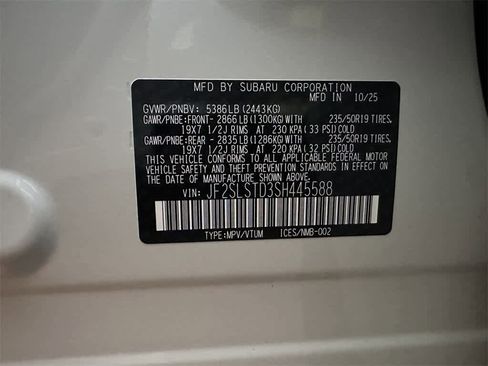 MFD BY SUBARU CORPORATION
MFD IN 10/25
GVWR/PNBV: 5386LB(2443KG)
GAWR/PNBE:FRONT- 2866LB(1300KG)WITH 235/50R19 TIRES,
19X7 1/2J RIMS AT 230 KPA(33 PSI)COLD
GAWR/PNBE:REAR - 2835LB(1286KG)WITH 235/50R19 TIRES,
19X7 1/2J RIMS AT 220 KPA(32 PSI)COLD
THIS VEHICLE CONFORMS TO ALL APPLICABLE FEDERAL MOTOR
VEHICLE SAFETY AND THEFT PREVENTION STANDARDS IN EFFECT ON
THE DATE OF MANUFACTURE SHOWN ABOVE.
VIN: JF2SLSTD3SH445588
TYPE:MPV/VTUM ICES/NMB-002